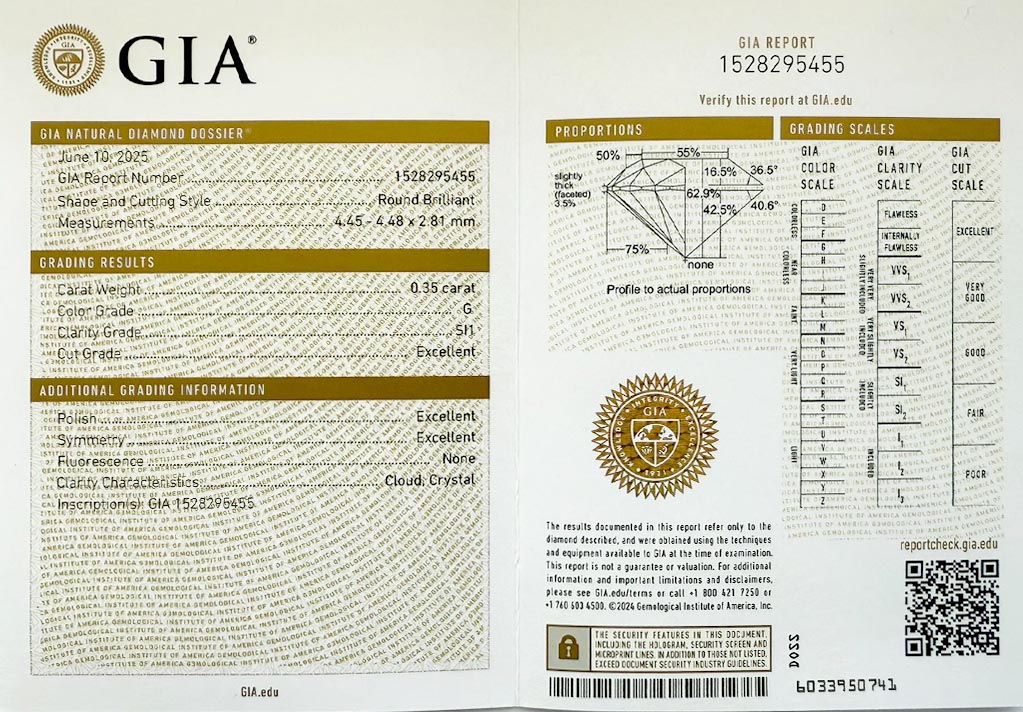 GIA®
GIA NATURAL DIAMOND DOSSIER®
June 10, 2025
GIA Report Number 1528295455
Shape and Cutting Style Round Brilliant
Measurements 4.45 - 4.48 x 2.81 mm
GRADING RESULTS
Carat Weight 0.35 carat
Color Grade G
Clarity Grade SI1
Cut Grade Excellent
ADDITIONAL GRADING INFORMATION
Polish Excellent
Symmetry Excellent
Fluorescence None
Clarity Characteristics Cloud, Crystal
Inscription(s): GIA 1528295455
GIA.edu
GIA REPORT
1528295455
Verify this report at GIA.edu
PROPORTIONS
50%
55%
slightly
thick
(faceted)
3.5%
16.5%
36.5°
62.9%
42.5%
40.6°
75%
none
Profile to actual proportions
GIA
The results documented in this report refer only to the
diamond described, and were obtained using the techniques
and equipment available to GIA at the time of examination.
This report is not a guarantee or valuation. For additional
information and important limitations and disclaimers,
please see GIA.edu/terms or call +1 800 421 7250 or
+1 760 603 4500. ©2024 Gemological Institute of America, Inc.
THE SECURITY FEATURES IN THIS DOCUMENT,
INCLUDING THE HOLOGRAM, SECURITY SCREEN AND
MICROPRINT LINES, IN ADDITION TO THOSE NOT LISTED,
EXCEED DOCUMENT SECURITY INDUSTRY GUIDELINES.
GRADING SCALES
GIA
COLOR
SCALE
COLORLESS
D
E
F
NEAR COLORLESS
G
H
I
J
FAINT
K
L
M
VERY LIGHT
N
O
P
Q
R
LIGHT
S
T
U
V
W
X
Y
Z
GIA
CLARITY
SCALE
FLAWLESS
INTERNALLY
FLAWLESS
VERY VERY
SLIGHTLY INCLUDED
VVS1
VVS2
VERY SLIGHTLY
INCLUDED
VS1
VS2
SLIGHTLY
INCLUDED
SI1
SI2
INCLUDED
I1
I2
I3
GIA
CUT
SCALE
EXCELLENT
VERY
GOOD
GOOD
FAIR
POOR
reportcheck.gia.edu
6033950741